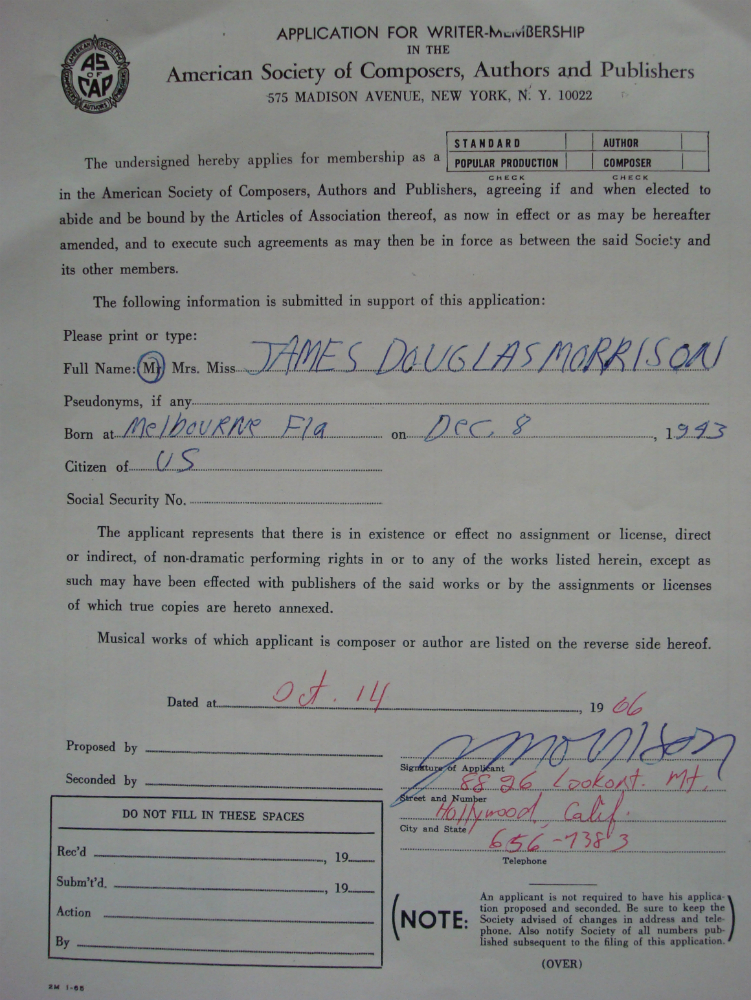 APPLICATION FOR WRITER-MEMBERSHIP
IN THE
American Society of Composers, Authors and Publishers
575 MADISON AVENUE, NEW YORK, N. Y. 10022
AMERICAN SOCIETY
COMPOSERS
AUTHORS
AS OF CAP
The undersigned hereby applies for membership as a
STANDARD AUTHOR
POPULAR PRODUCTION COMPOSER
CHECK CHECK
in the American Society of Composers, Authors and Publishers, agreeing if and when elected to
abide and be bound by the Articles of Association thereof, as now in effect or as may be hereafter
amended, and to execute such agreements as may then be in force as between the said Society and
its other members.
The following information is submitted in support of this application:
Please print or type:
Full Name: Mr Mrs. Miss JAMES DOUGLAS MORRISON
Pseudonyms, if any
Born at Melbourne Fla on Dec. 8, 1943
Citizen of US
Social Security No.
The applicant represents that there is in existence or effect no assignment or license, direct
or indirect, of non-dramatic performing rights in or to any of the works listed herein, except as
such may have been effected with publishers of the said works or by the assignments or licenses
of which true copies are hereto annexed.
Musical works of which applicant is composer or author are listed on the reverse side hereof.
Dated at Oct. 14, 19 66
Proposed by
Seconded by
Morrison
Signature of Applicant
8826 Lookout. Mt.
Street and Number
Hollywood, Calif.
City and State
656-7383
Telephone
DO NOT FILL IN THESE SPACES
Rec'd , 19
Subm't'd. , 19
Action
By
NOTE:
An applicant is not required to have his applica-
tion proposed and seconded. Be sure to keep the
Society advised of changes in address and tele-
phone. Also notify Society of all numbers pub-
lished subsequent to the filing of this application.
(OVER)
2M 1-65